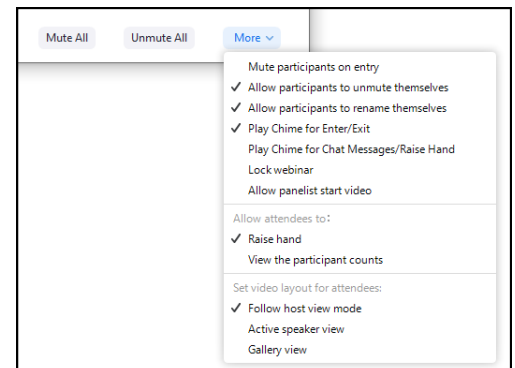 Mute All Unmute All More
Mute participants on entry
✓ Allow participants to unmute themselves
✓ Allow participants to rename themselves
✓ Play Chime for Enter/Exit
Play Chime for Chat Messages/Raise Hand
Lock webinar
Allow panelist start video
Allow attendees to:
✓ Raise hand
View the participant counts
Set video layout for attendees:
✓ Follow host view mode
Active speaker view
Gallery view